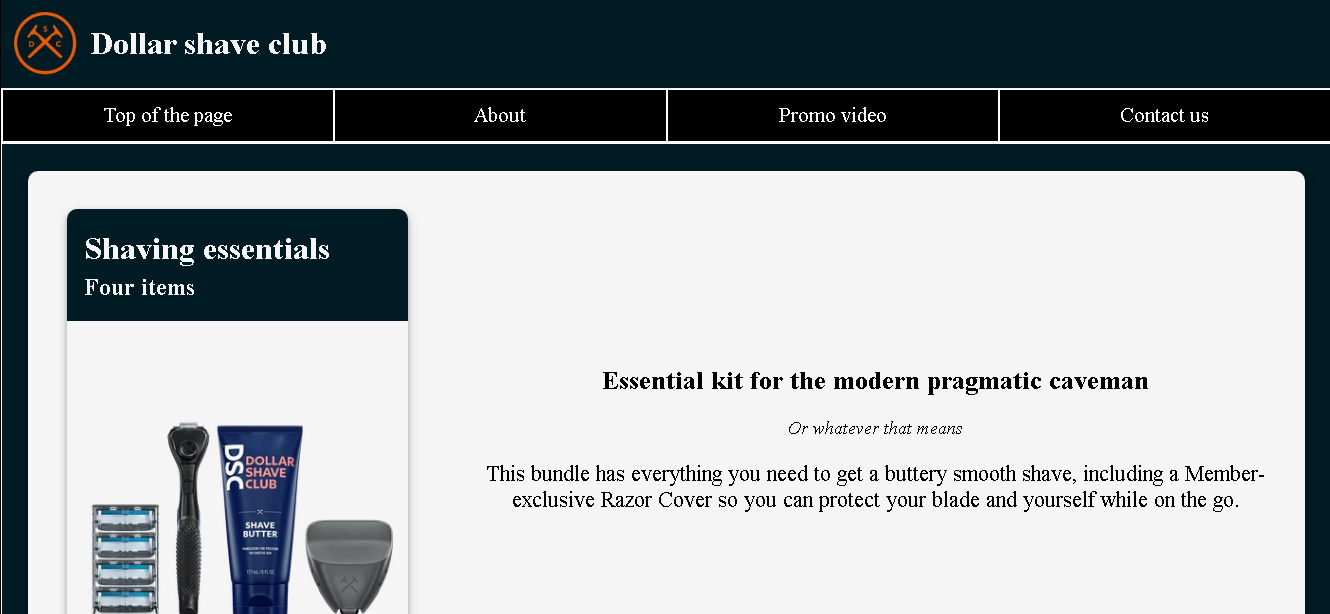 S
D C
Dollar shave club
Top of the page
About
Promo video
Contact us
Shaving essentials
Four items
Essential kit for the modern pragmatic caveman
Or whatever that means
This bundle has everything you need to get a buttery smooth shave, including a Member-
exclusive Razor Cover so you can protect your blade and yourself while on the go.
DSC
DOLLAR
SHAVE
CLUB
SHAVE
BUTTER